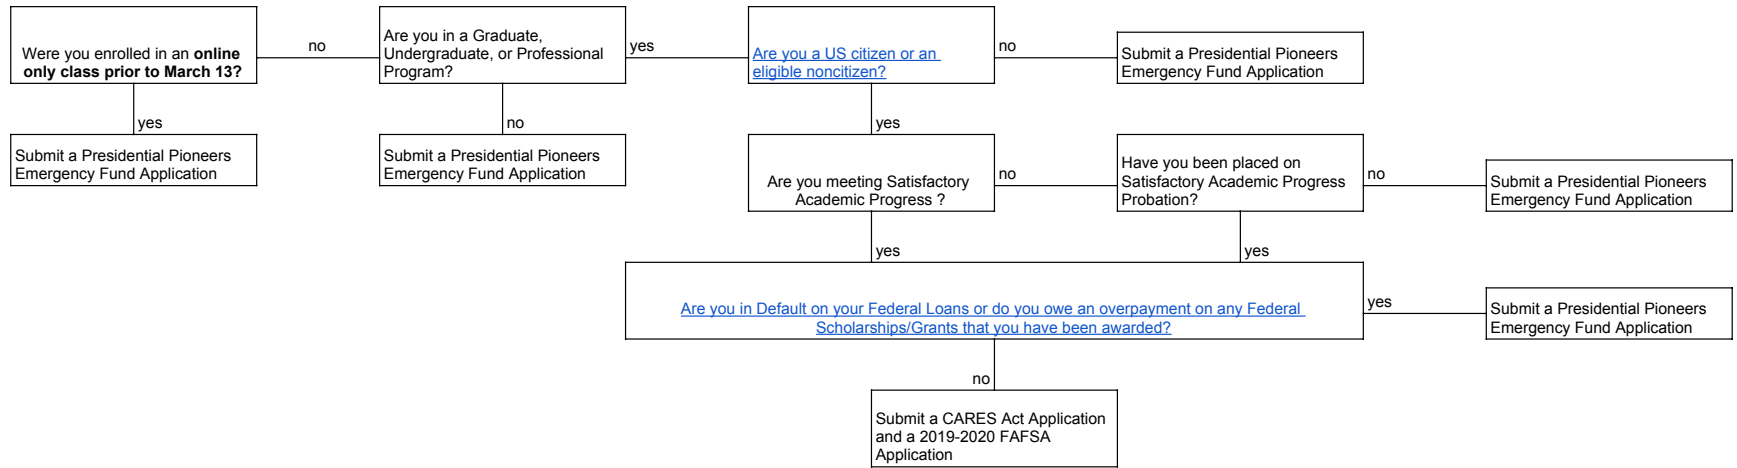 Were you enrolled in an online
only class prior to March 13?
no
Are you in a Graduate,
Undergraduate, or Professional
Program?
yes
Are you a US citizen or an
eligible noncitizen?
no
Submit a Presidential Pioneers
Emergency Fund Application
yes
no
yes
Submit a Presidential Pioneers
Emergency Fund Application
Submit a Presidential Pioneers
Emergency Fund Application
Are you meeting Satisfactory
Academic Progress ?
no
Have you been placed on
Satisfactory Academic Progress
Probation?
no
Submit a Presidential Pioneers
Emergency Fund Application
yes
yes
Are you in Default on your Federal Loans or do you owe an overpayment on any Federal
Scholarships/Grants that you have been awarded?
yes
Submit a Presidential Pioneers
Emergency Fund Application
no
Submit a CARES Act Application
and a 2019-2020 FAFSA
Application